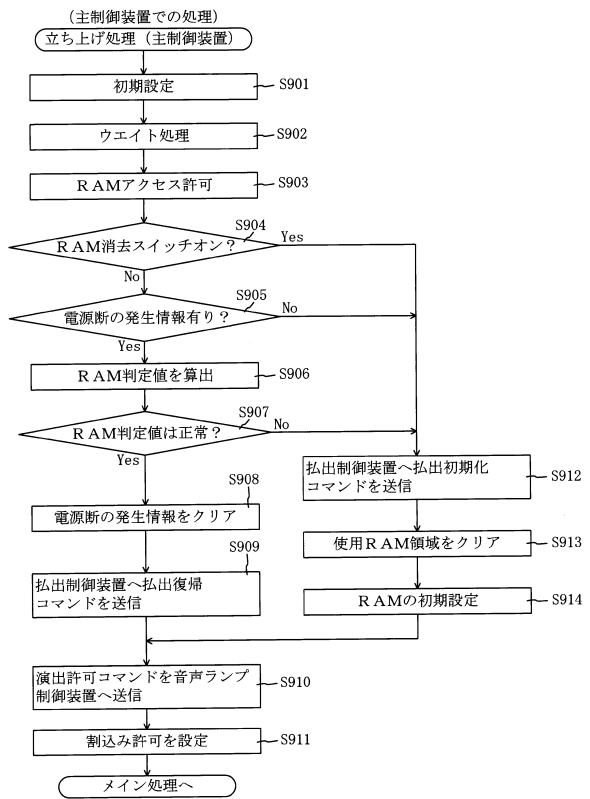 (主制御装置での処理)
立ち上げ処理(主制御装置)
初期設定
S901
ウエイト処理
S902
RAMアクセス許可
S903
S904
RAM消去スイッチオン?
Yes
No
S905
電源断の発生情報有り?
No
Yes
RAM判定値を算出
S906
S907
RAM判定値は正常?
No
Yes
S908
電源断の発生情報をクリア
S909
払出制御装置へ払出復帰
コマンドを送信
払出制御装置へ払出初期化
コマンドを送信
S912
使用RAM領域をクリア
S913
RAMの初期設定
S914
演出許可コマンドを音声ランプ
制御装置へ送信
S910
割込み許可を設定
S911
メイン処理へ